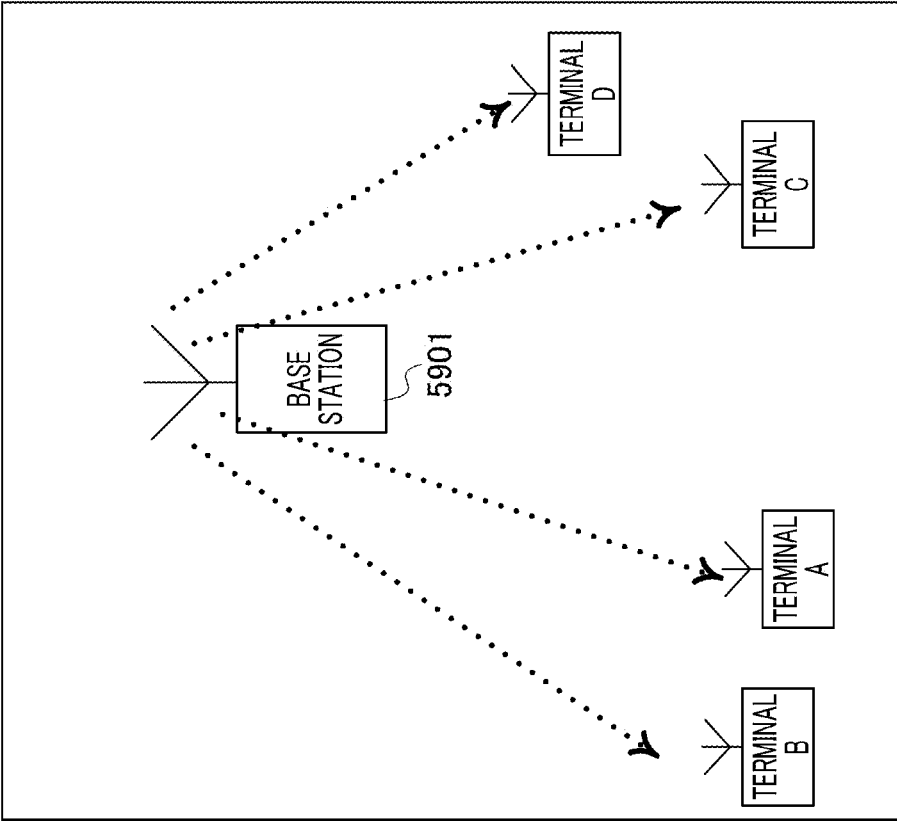 BASE
STATION
5901
TERMINAL
D
TERMINAL
C
TERMINAL
A
TERMINAL
B